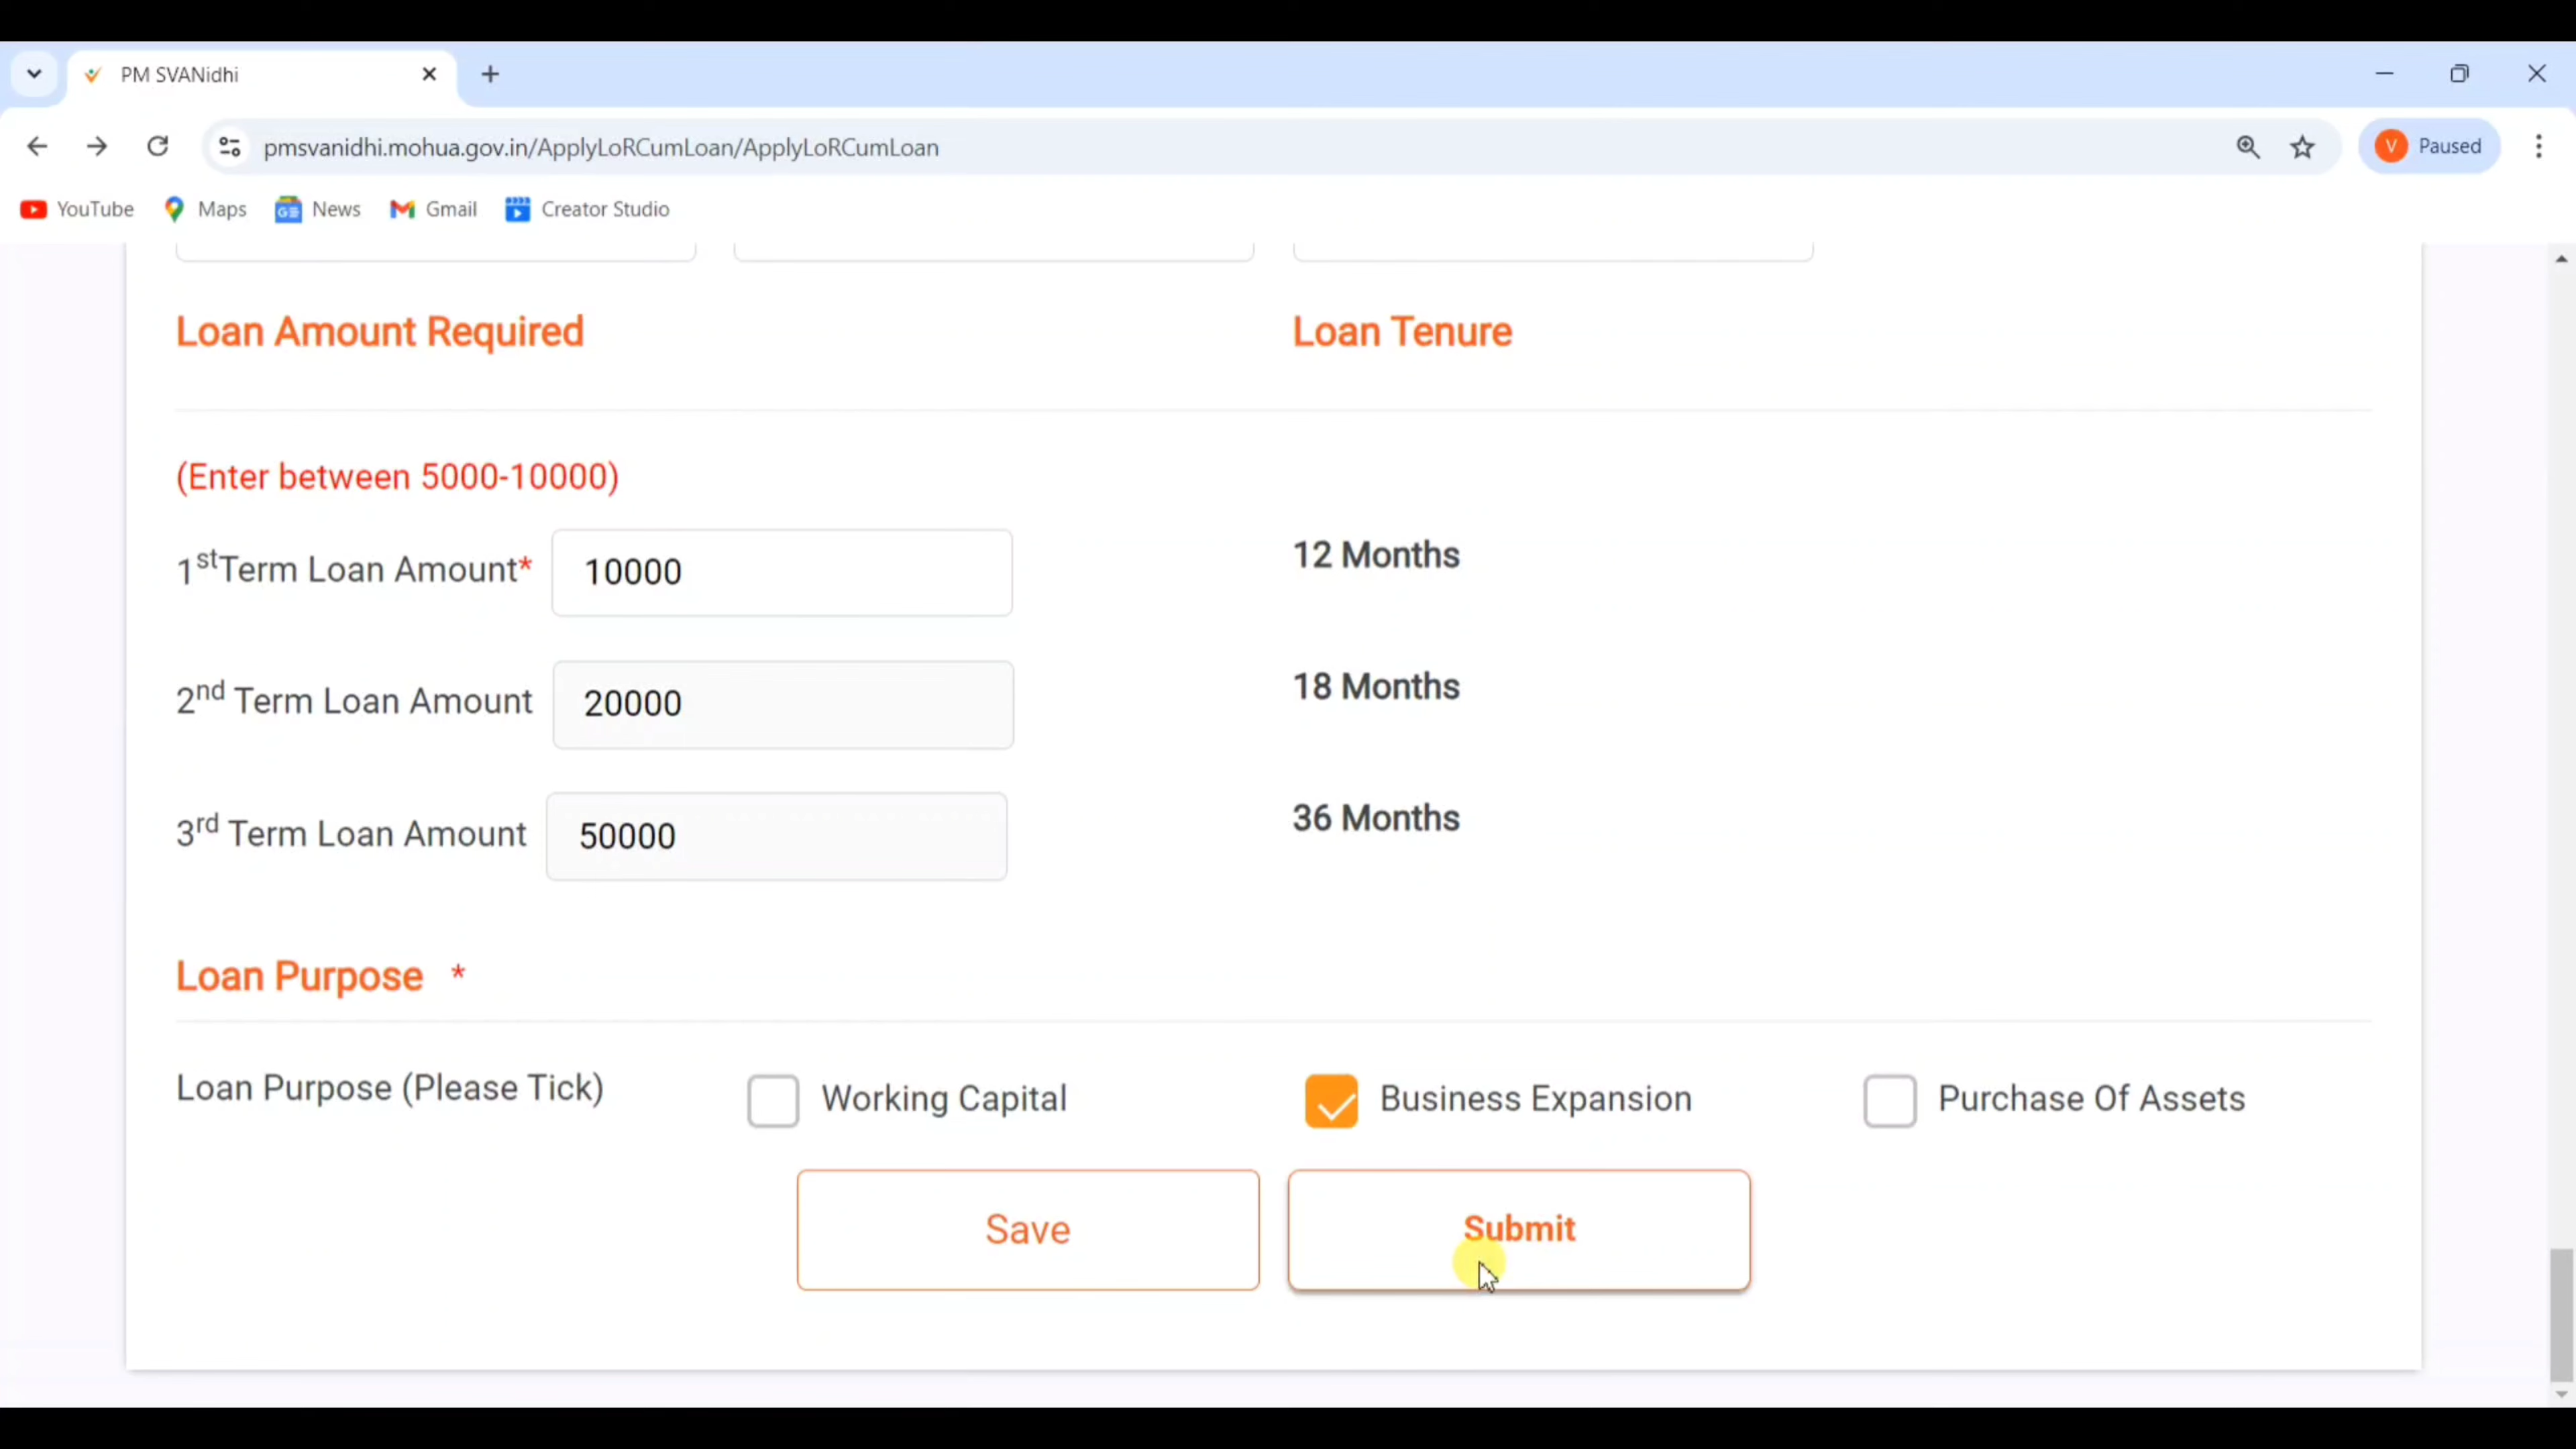 PM SVANidhi
pmsvanidhi.mohua.gov.in/ApplyLoRCumLoan/ApplyLoRCumLoan
V Paused
YouTube Maps News Gmail Creator Studio
Loan Amount Required Loan Tenure
(Enter between 5000-10000)
1st Term Loan Amount* 10000 12 Months
2nd Term Loan Amount 20000 18 Months
3rd Term Loan Amount 50000 36 Months
Loan Purpose *
Loan Purpose (Please Tick) Working Capital Business Expansion Purchase Of Assets
Save Submit